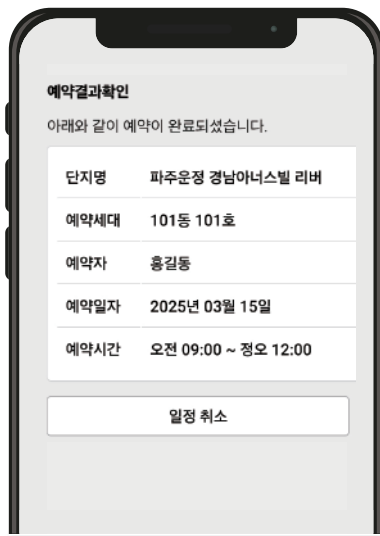 예약결과확인
아래와 같이 예약이 완료되셨습니다.
단지명 파주운정 경남아너스빌 리버
예약세대 101동 101호
예약자 홍길동
예약일자 2025년 03월 15일
예약시간 오전 09:00 ~ 정오 12:00
일정 취소